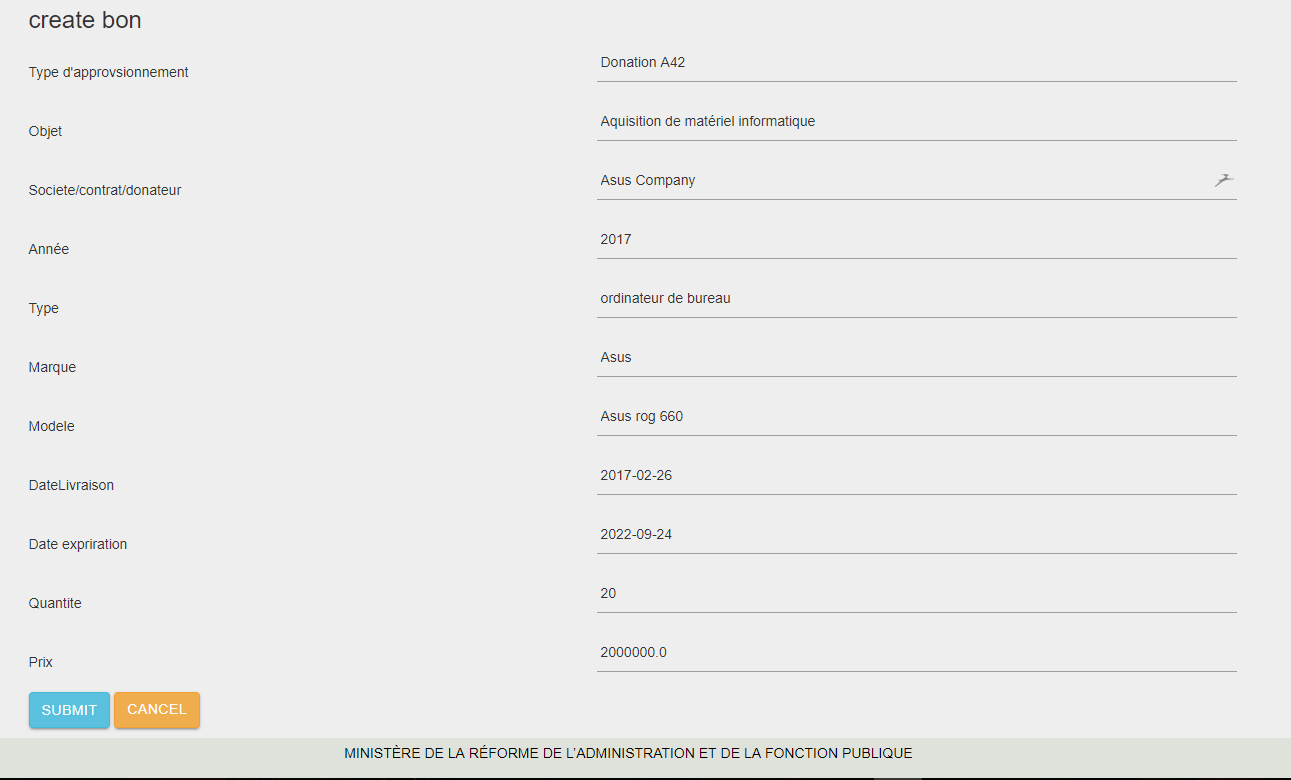 create bon
Type d'approvsionnement Donation A42
Objet Aquisition de matériel informatique
Societe/contrat/donateur Asus Company
Année 2017
Type ordinateur de bureau
Marque Asus
Modele Asus rog 660
DateLivraison 2017-02-26
Date expriration 2022-09-24
Quantite 20
Prix 2000000.0
SUBMIT CANCEL
MINISTÈRE DE LA RÉFORME DE L'ADMINISTRATION ET DE LA FONCTION PUBLIQUE